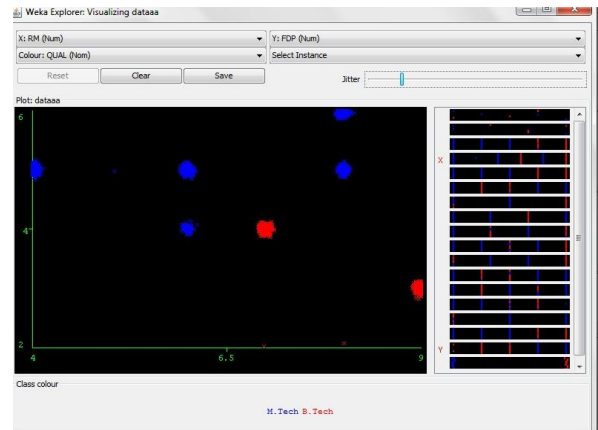 Weka Explorer: Visualizing dataaa
X: RM (Num) Y: FDP (Num)
Colour: QUAL (Nom) Select Instance
Reset Clear Save Jitter
Plot: dataaa
6
4
2
4 6.5 9
X
Y
Class colour
M.Tech B.Tech